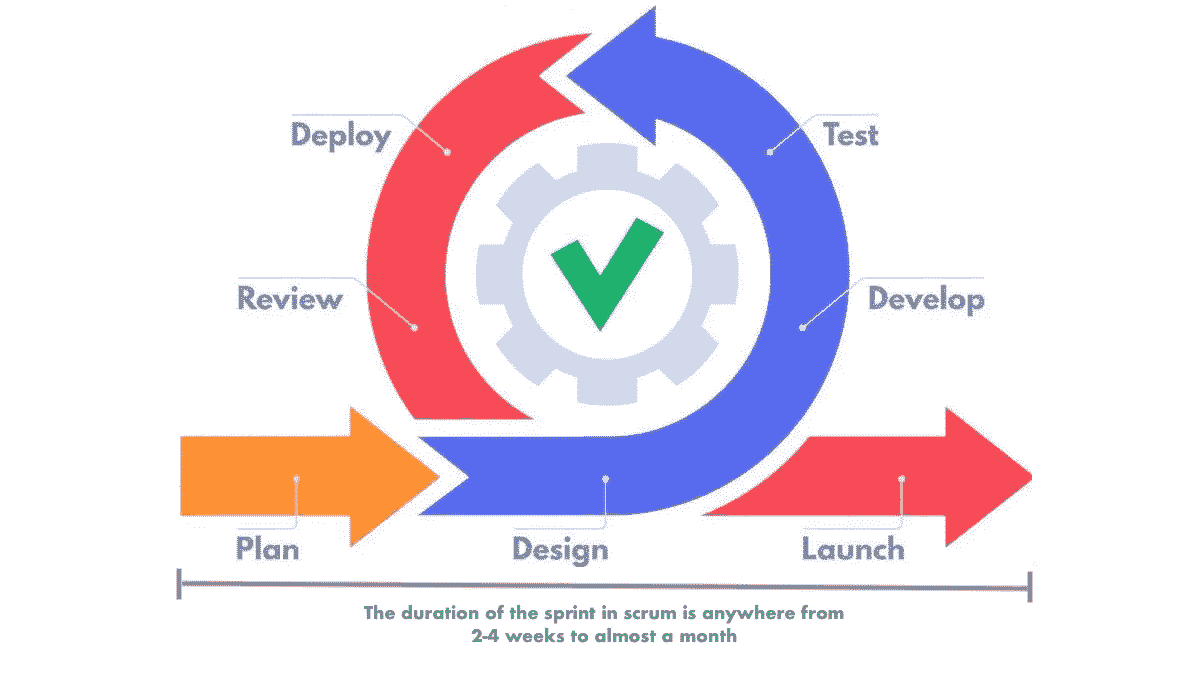 Deploy
Test
Review
Develop
Plan
Design
Launch
The duration of the sprint in scrum is anywhere from
2-4 weeks to almost a month